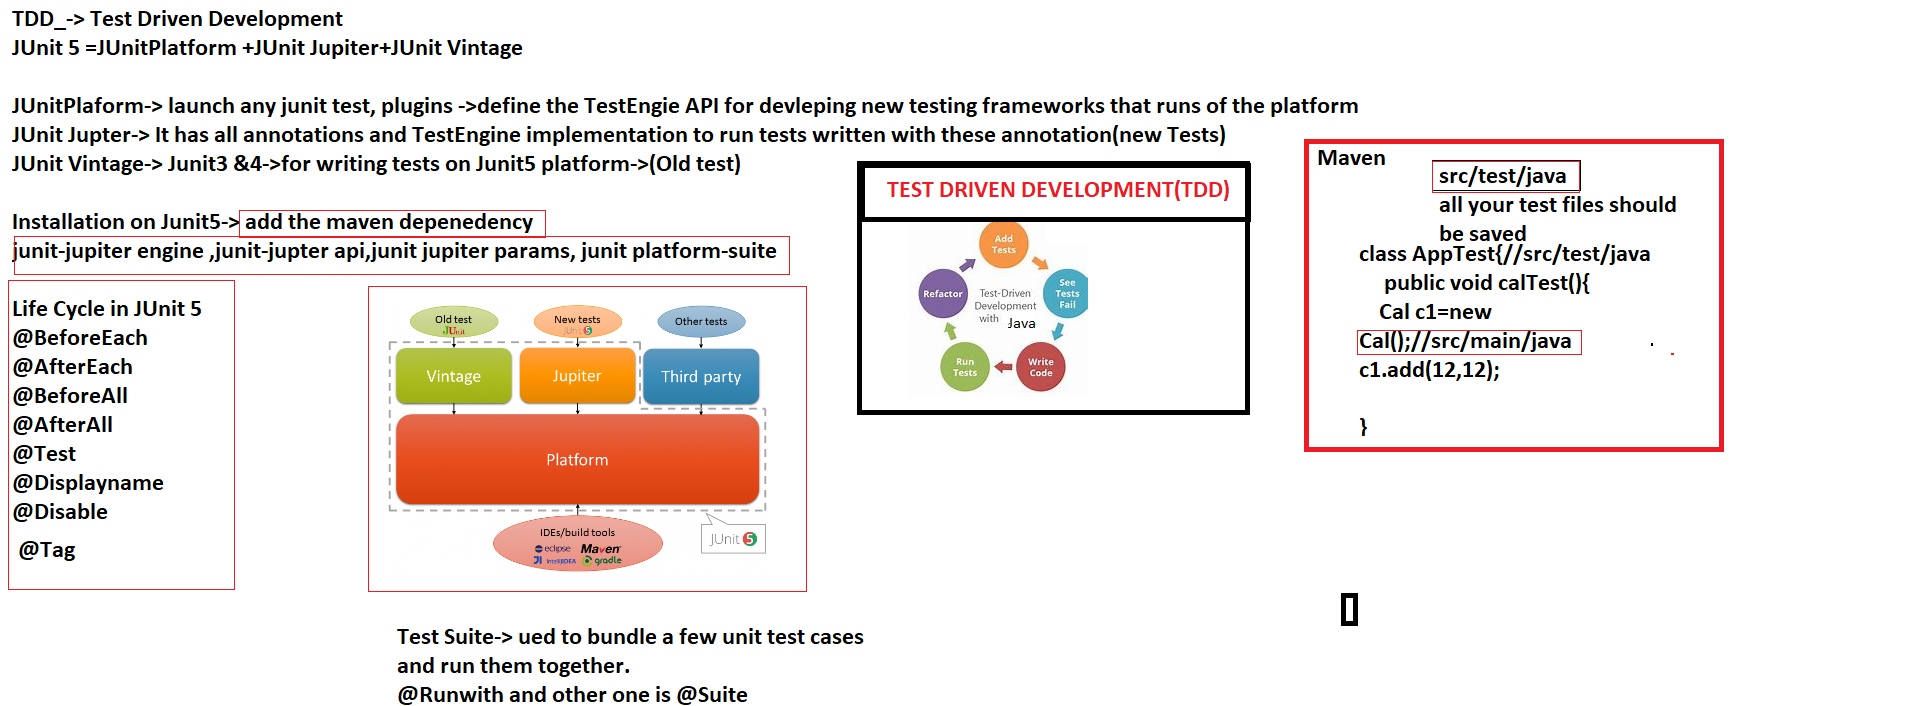 TDD_-> Test Driven Development
JUnit 5 =JUnitPlatform +JUnit Jupiter+JUnit Vintage
JUnitPlaform-> launch any junit test, plugins ->define the TestEngie API for devleping new testing frameworks that runs of the platform
JUnit Jupter-> It has all annotations and TestEngine implementation to run tests written with these annotation(new Tests)
JUnit Vintage-> Junit3 &4->for writing tests on Junit5 platform->(Old test)
Installation on Junit5-> add the maven depenedency
junit-jupiter engine ,junit-jupter api,junit jupiter params, junit platform-suite
Life Cycle in JUnit 5
@BeforeEach
@AfterEach
@BeforeAll
@AfterAll
@Test
@Displayname
@Disable
@Tag
Old test
JUnit
New tests
JUnit 5
Other tests
Vintage
Jupiter
Third party
Platform
IDEs/build tools
eclipse Maven
IntelliJIDEA gradle
JUnit 5
Test Suite-> ued to bundle a few unit test cases
and run them together.
@Runwith and other one is @Suite
TEST DRIVEN DEVELOPMENT(TDD)
Add
Tests
See
Tests
Fail
Write
Code
Run
Tests
Refactor
Test-Driven
Development
with Java
Maven
src/test/java
all your test files should
be saved
class AppTest{//src/test/java
public void calTest(){
Cal c1=new
Cal();//src/main/java
c1.add(12,12);
}